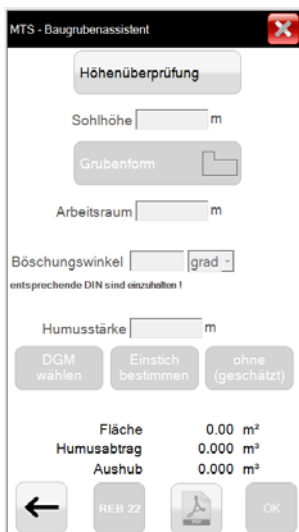 MTS - Baugrubenassistent
Höhenüberprüfung
Sohlhöhe m
Grubenform
Arbeitsraum m
Böschungswinkel grad
entsprechende DIN sind einzuhalten !
Humusstärke m
DGM wählen
Einstich bestimmen
ohne (geschätzt)
Fläche 0.00 m²
Humusabtrag 0.000 m³
Aushub 0.000 m³
REB 22
PDF
OK